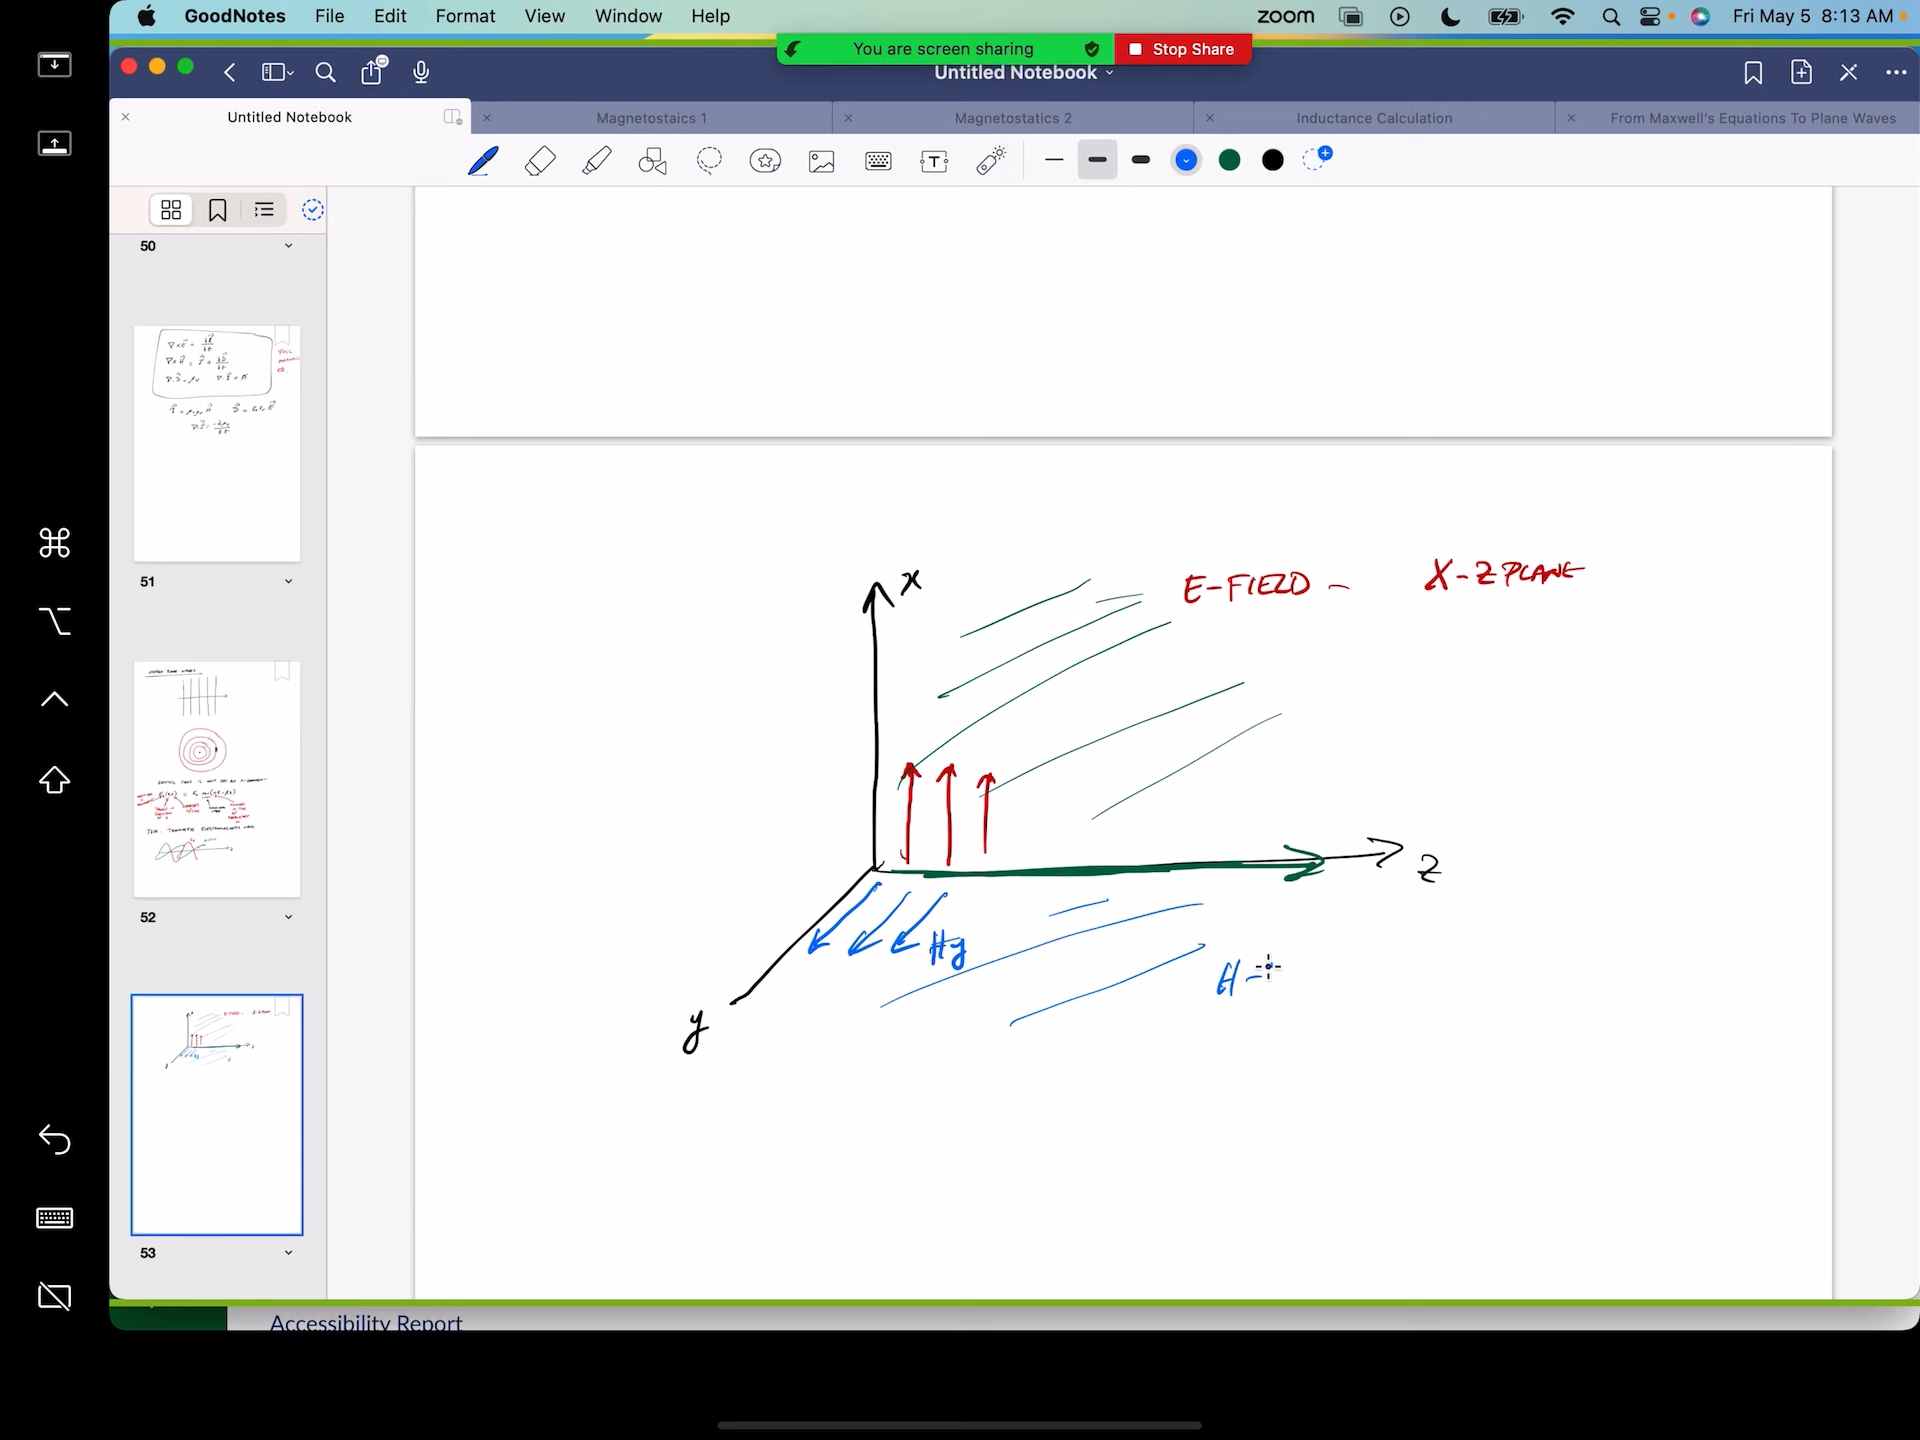 GoodNotes File Edit Format View Window Help zoom Fri May 5 8:13 AM
You are screen sharing Stop Share
Untitled Notebook
Untitled Notebook Magnetostaics 1 Magnetostatics 2 Inductance Calculation From Maxwell's Equations To Plane Waves
50
51
52
53
x
E-FIELD - X-Z PLANE
z
Hy
H-
y
Accessibility Report